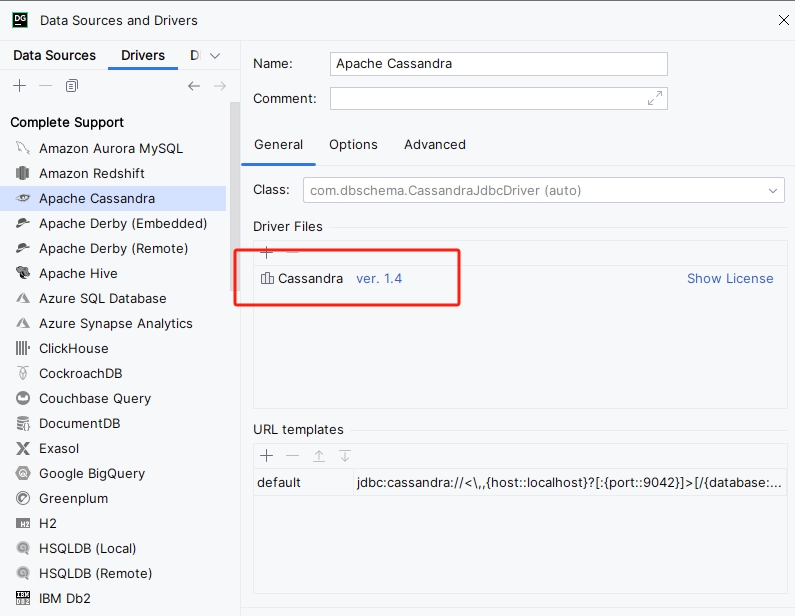 DG Data Sources and Drivers
Data Sources Drivers
Complete Support
Amazon Aurora MySQL
Amazon Redshift
Apache Cassandra
Apache Derby (Embedded)
Apache Derby (Remote)
Apache Hive
Azure SQL Database
Azure Synapse Analytics
ClickHouse
CockroachDB
Couchbase Query
DocumentDB
Exasol
Google BigQuery
Greenplum
H2
HSQLDB (Local)
HSQLDB (Remote)
IBM Db2
Name: Apache Cassandra
Comment:
General Options Advanced
Class: com.dbschema.CassandraJdbcDriver (auto)
Driver Files
Cassandra ver. 1.4 Show License
URL templates
default jdbc:cassandra://<\,,{host::localhost}?[:{port::9042}]>[/{database:...